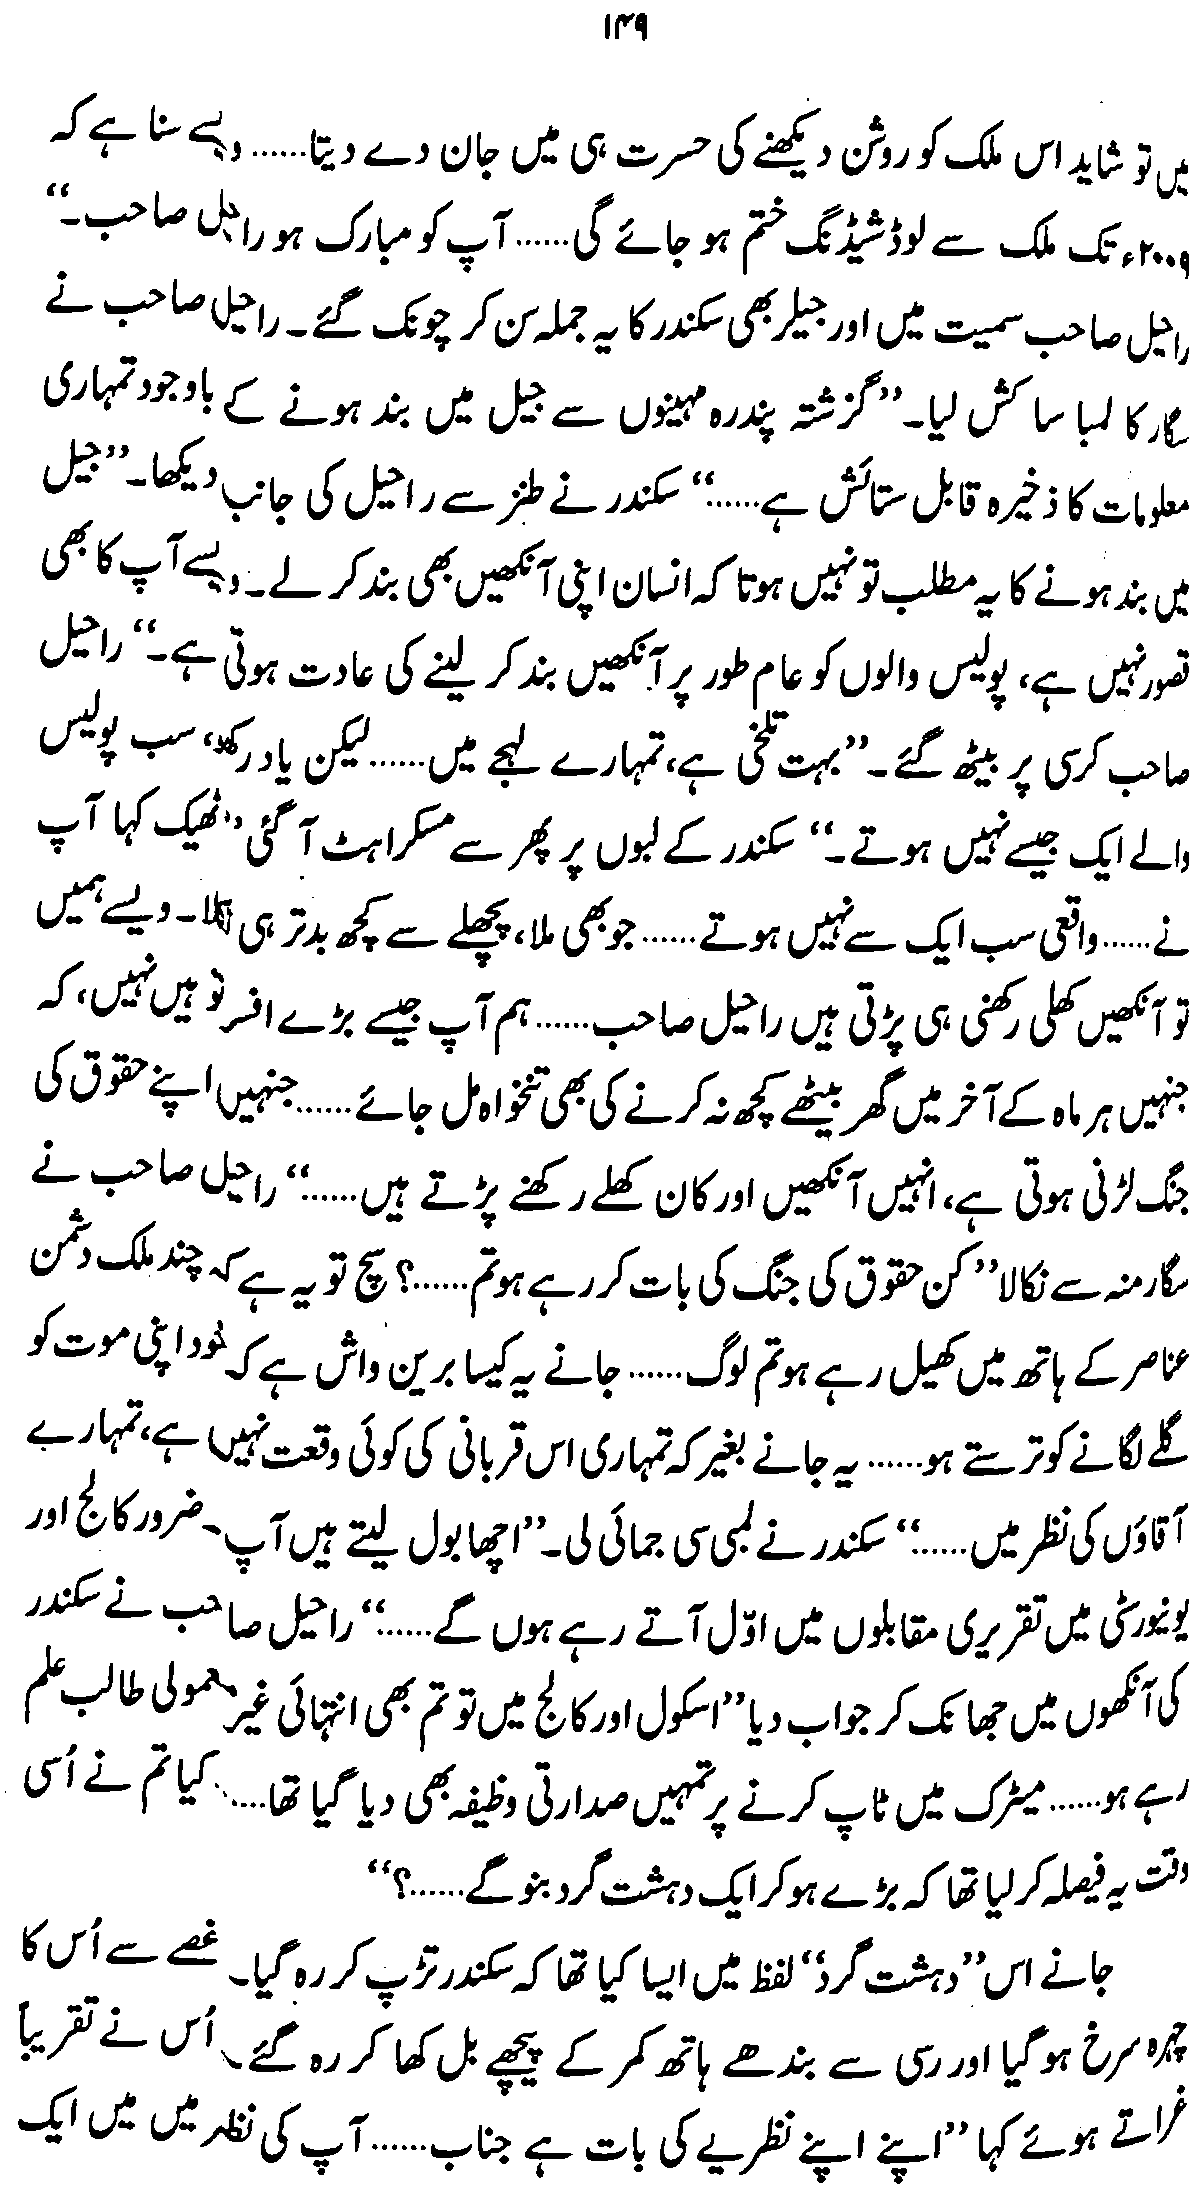 ۱۴۹
میں تو شاید اس ملک کو روشن دیکھنے کی حسرت ہی میں جان دے دیتا...... ویسے سنا ہے کہ
۲۰۰۹ء تک ملک سے لوڈ شیڈنگ ختم ہو جائے گی...... آپ کو مبارک ہو راحیل صاحب۔“
راحیل صاحب سمیت میں اور جیلر بھی سکندر کا یہ جملہ سن کر چونک گئے۔ راحیل صاحب نے
سگار کا لمبا سا کش لیا۔ ”گزشتہ پندرہ مہینوں سے جیل میں بند ہونے کے باوجود تمہاری
معلومات کا ذخیرہ قابل ستائش ہے......“ سکندر نے طنز سے راحیل کی جانب دیکھا۔ ”جیل
میں بند ہونے کا یہ مطلب تو نہیں ہوتا کہ انسان اپنی آنکھیں بھی بند کر لے۔ ویسے آپ کا بھی
قصور نہیں ہے، پولیس والوں کو عام طور پر آنکھیں بند کر لینے کی عادت ہوتی ہے۔“ راحیل
صاحب کرسی پر بیٹھ گئے۔ ”بہت تلخی ہے، تمہارے لہجے میں...... لیکن یاد رکھو، سب پولیس
والے ایک جیسے نہیں ہوتے۔“ سکندر کے لبوں پر پھر سے مسکراہٹ آ گئی ”ٹھیک کہا آپ
نے...... واقعی سب ایک سے نہیں ہوتے...... جو بھی ملا، پچھلے سے کچھ بدتر ہی نکلا۔ ویسے ہمیں
تو آنکھیں کھلی رکھنی ہی پڑتی ہیں راحیل صاحب...... ہم آپ جیسے بڑے افسر تو ہیں نہیں، کہ
جنہیں ہر ماہ کے آخر میں گھر بیٹھے کچھ نہ کرنے کی بھی تنخواہ مل جائے...... جنہیں اپنے حقوق کی
جنگ لڑنی ہوتی ہے، انہیں آنکھیں اور کان کھلے رکھنے پڑتے ہیں......“ راحیل صاحب نے
سگار منہ سے نکالا ”کن حقوق کی جنگ کی بات کر رہے ہو تم......؟ سچ تو یہ ہے کہ چند ملک دشمن
عناصر کے ہاتھ میں کھیل رہے ہو تم لوگ...... جانے یہ کیسا برین واش ہے کہ خود اپنی موت کو
گلے لگانے کو ترستے ہو...... یہ جانے بغیر کہ تمہاری اس قربانی کی کوئی وقعت نہیں ہے، تمہارے
آقاؤں کی نظر میں......“ سکندر نے لمبی سی جمائی لی۔ ”اچھا بول لیتے ہیں آپ۔ ضرور کالج اور
یونیورسٹی میں تقریری مقابلوں میں اوّل آتے رہے ہوں گے......“ راحیل صاحب نے سکندر
کی آنکھوں میں جھانک کر جواب دیا ”اسکول اور کالج میں تو تم بھی انتہائی غیر معمولی طالب علم
رہے ہو...... میٹرک میں ٹاپ کرنے پر تمہیں صدارتی وظیفہ بھی دیا گیا تھا...... کیا تم نے اُسی
وقت یہ فیصلہ کر لیا تھا کہ بڑے ہو کر ایک دہشت گرد بنو گے......؟“
جانے اس ”دہشت گرد“ لفظ میں ایسا کیا تھا کہ سکندر تڑپ کر رہ گیا۔ غصے سے اُس کا
چہرہ سرخ ہو گیا اور رسی سے بندھے ہاتھ کمر کے پیچھے بل کھا کر رہ گئے۔ اُس نے تقریباً
غراتے ہوئے کہا ”اپنے اپنے نظریے کی بات ہے جناب...... آپ کی نظر میں میں ایک